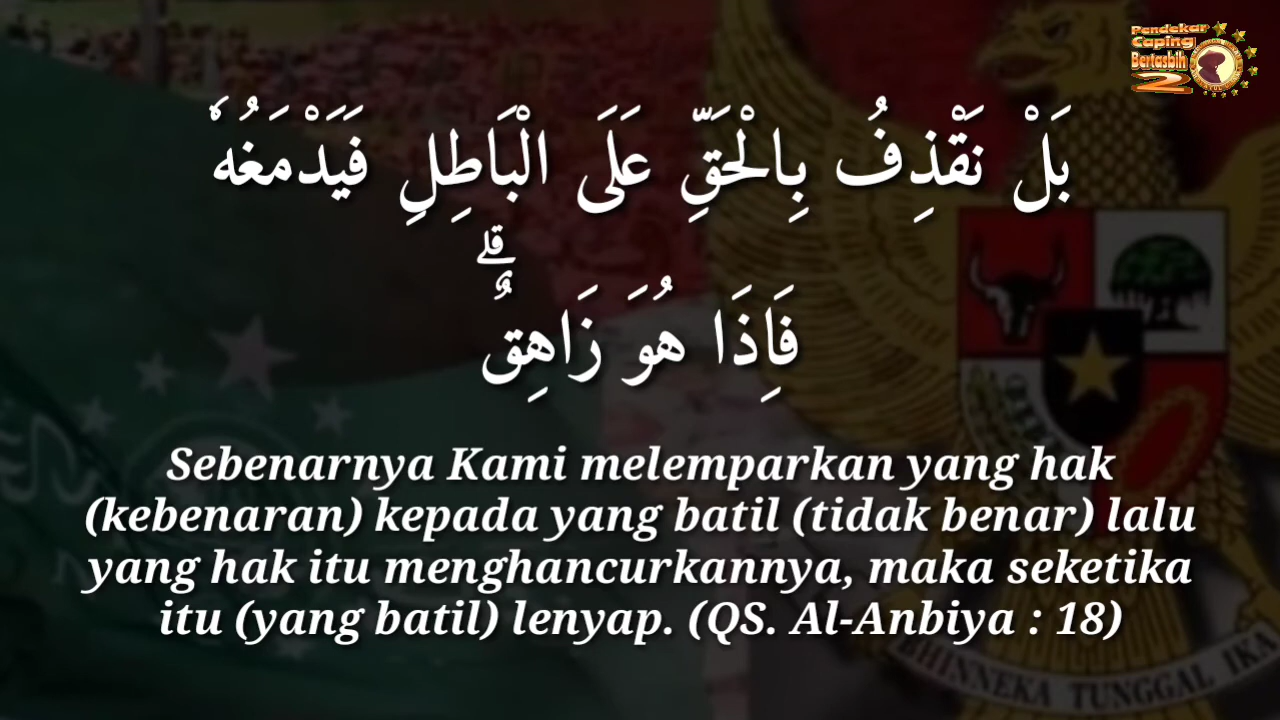 Pendekar
Caping
Bertasbih
2
بَلْ نَقْذِفُ بِالْحَقِّ عَلَى الْبَاطِلِ فَيَدْمَغُهٗ
فَاِذَا هُوَ زَاهِقٌ ۗ
Sebenarnya Kami melemparkan yang hak
(kebenaran) kepada yang batil (tidak benar) lalu
yang hak itu menghancurkannya, maka seketika
itu (yang batil) lenyap. (QS. Al-Anbiya : 18)
BHINNEKA TUNGGAL IKA